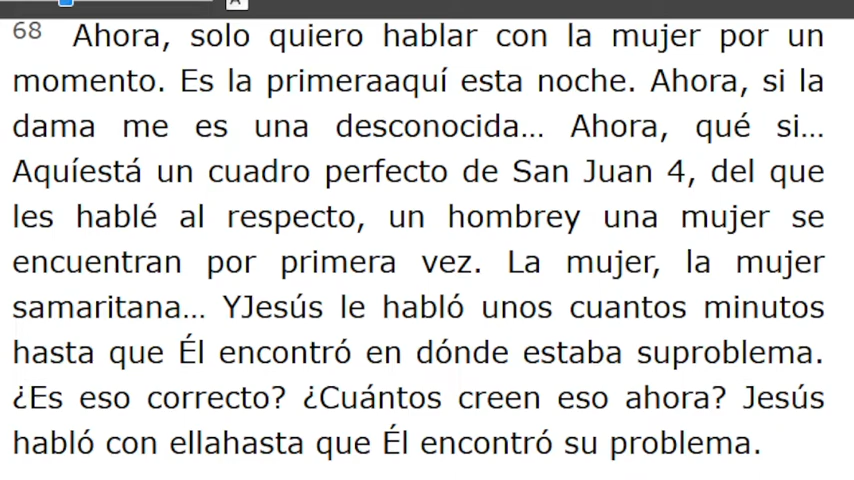 68 Ahora, solo quiero hablar con la mujer por un
momento. Es la primeraaquí esta noche. Ahora, si la
dama me es una desconocida... Ahora, qué si...
Aquíestá un cuadro perfecto de San Juan 4, del que
les hablé al respecto, un hombrey una mujer se
encuentran por primera vez. La mujer, la mujer
samaritana... YJesús le habló unos cuantos minutos
hasta que Él encontró en dónde estaba suproblema.
¿Es eso correcto? ¿Cuántos creen eso ahora? Jesús
habló con ellahasta que Él encontró su problema.